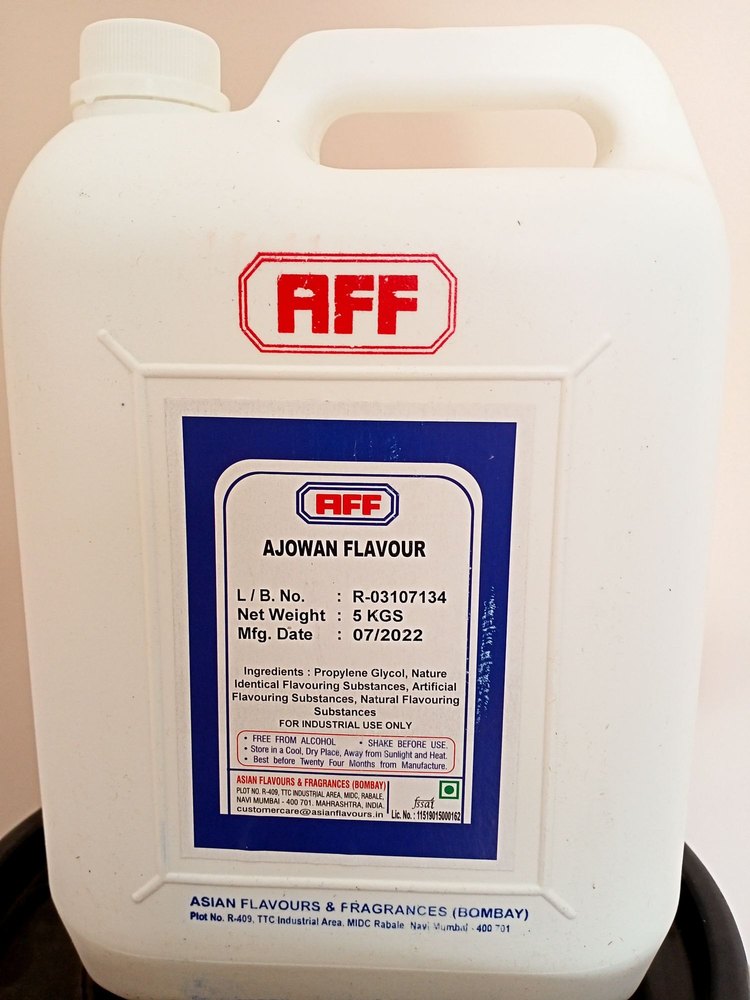 AFF
AFF
AJOWAN FLAVOUR
L / B. No. : R-03107134
Net Weight : 5 KGS
Mfg. Date : 07/2022
Ingredients : Propylene Glycol, Nature
Identical Flavouring Substances, Artificial
Flavouring Substances, Natural Flavouring
Substances
FOR INDUSTRIAL USE ONLY
• FREE FROM ALCOHOL • SHAKE BEFORE USE.
• Store in a Cool, Dry Place, Away from Sunlight and Heat.
• Best before Twenty Four Months from Manufacture.
ASIAN FLAVOURS & FRAGRANCES (BOMBAY)
PLOT NO. R-409, TTC INDUSTRIAL AREA, MIDC, RABALE,
NAVI MUMBAI - 400 701. MAHRASHTRA, INDIA.
customercare@asianflavours.in
fssai
Lic. No. : 11519015000162
ASIAN FLAVOURS & FRAGRANCES (BOMBAY)
Plot No. R-409, TTC Industrial Area, MIDC Rabale, Navi Mumbai - 400 701